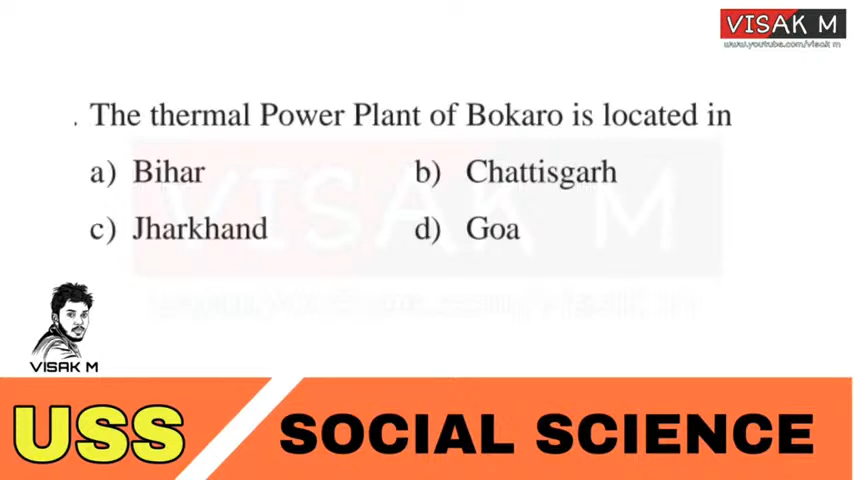 VISAK M
www.youtube.com/visak m
. The thermal Power Plant of Bokaro is located in
a) Bihar b) Chattisgarh
c) Jharkhand d) Goa
VISAK M
VISAK M
USS SOCIAL SCIENCE